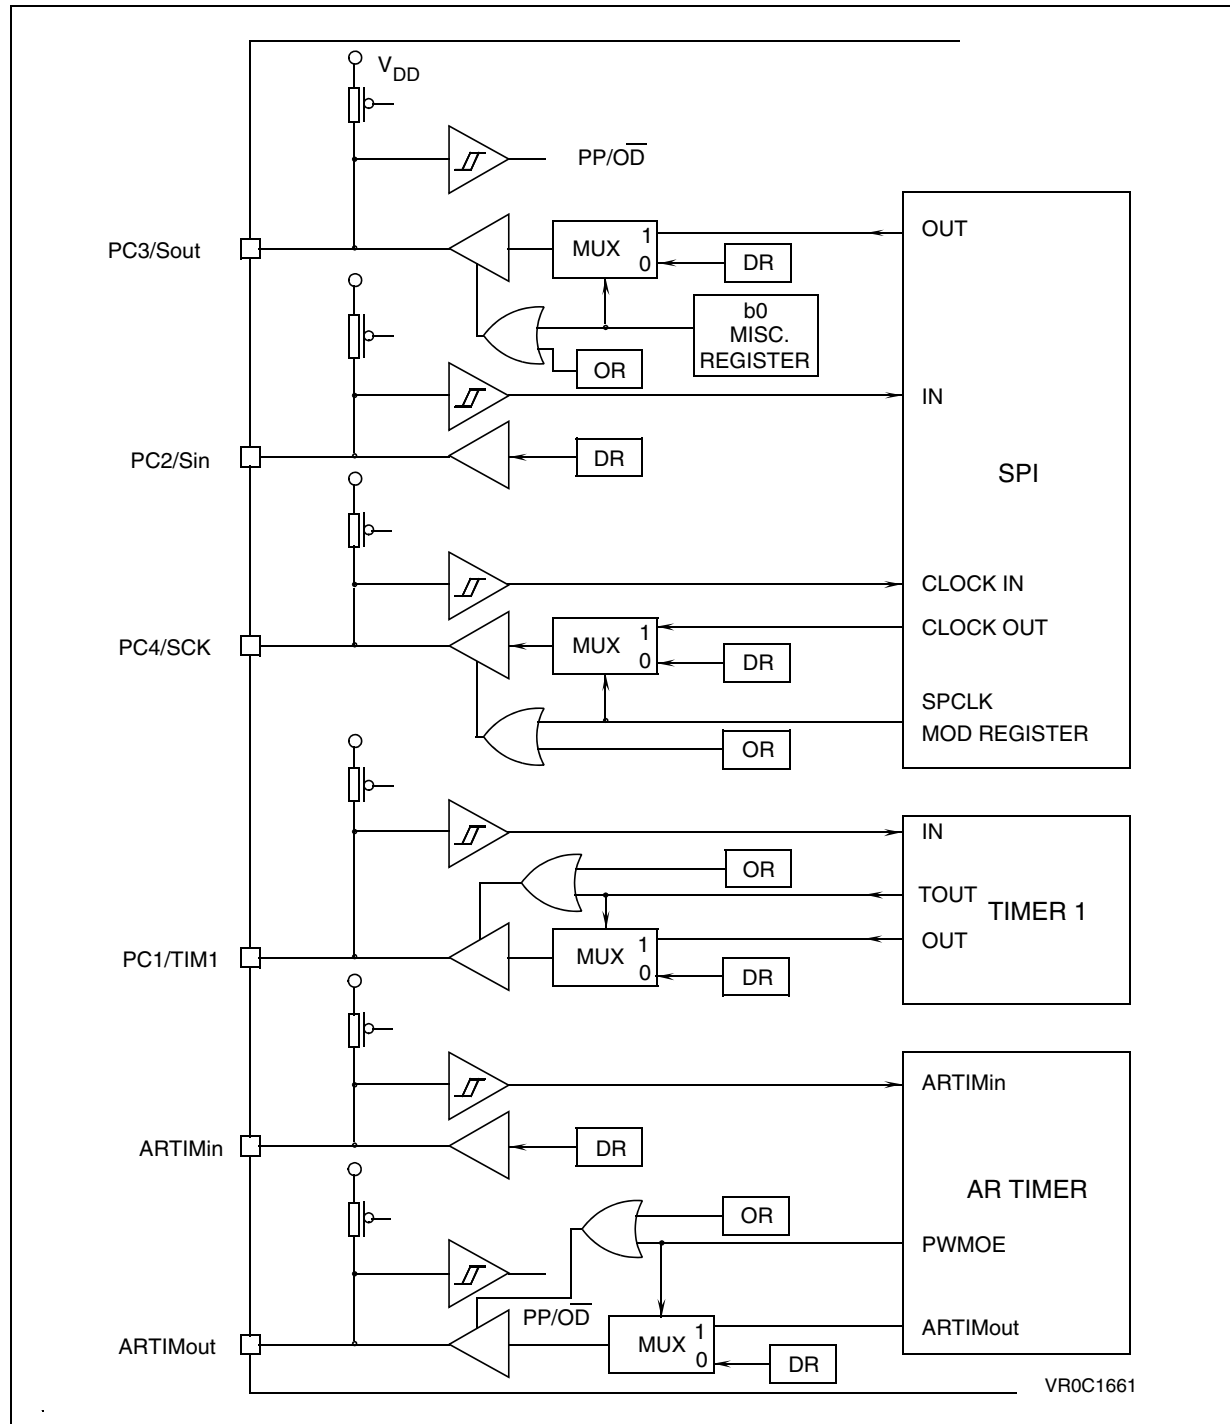 VDD
PP/OD
PC3/Sout
MUX
1
0
OUT
DR
b0
MISC.
REGISTER
OR
IN
PC2/Sin
DR
SPI
CLOCK IN
PC4/SCK
MUX
1
0
CLOCK OUT
DR
SPCLK
MOD REGISTER
OR
IN
OR
TOUT
TIMER 1
PC1/TIM1
MUX
1
0
OUT
DR
ARTIMin
ARTIMin
DR
AR TIMER
OR
PWMOE
PP/OD
ARTIMout
MUX
1
0
ARTIMout
DR
VR0C1661